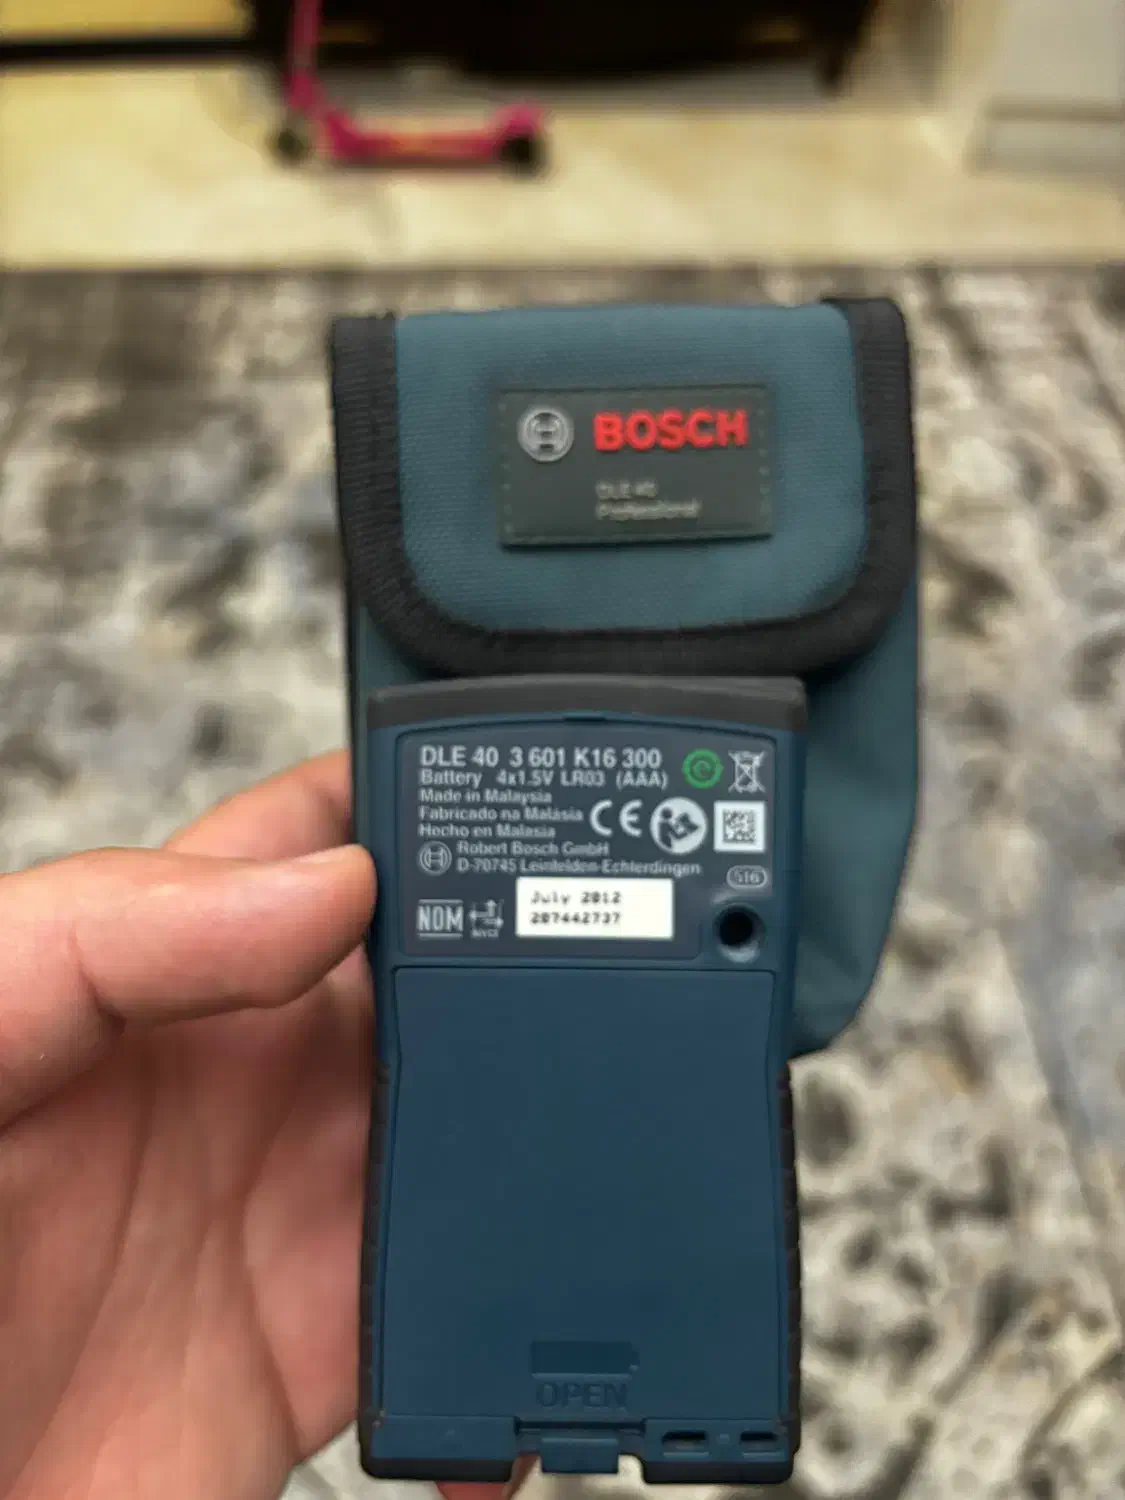 BOSCH
DLE 40
Professional
DLE 40 3 601 K16 300
Battery 4x1.5V LR03 (AAA)
Made in Malaysia
Fabricado na Malásia
Hecho en Malasia
Robert Bosch GmbH
D-70745 Leinfelden-Echterdingen
516
July 2012
207442737
NOM
NYCE
OPEN